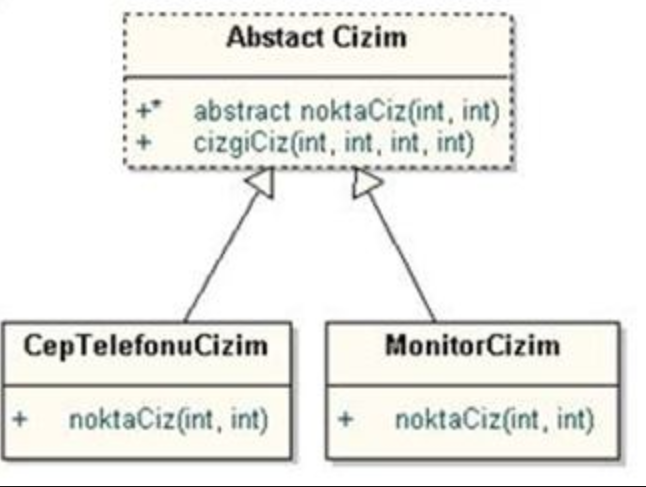 Abstact Cizim
+* abstract noktaCiz(int, int)
+ cizgiCiz(int, int, int, int)
CepTelefonuCizim
+ noktaCiz(int, int)
MonitorCizim
+ noktaCiz(int, int)